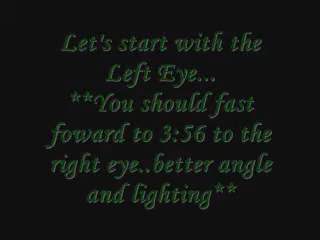 Let's start with the
Left Eye...
**You should fast
foward to 3:56 to the
right eye..better angle
and lighting**